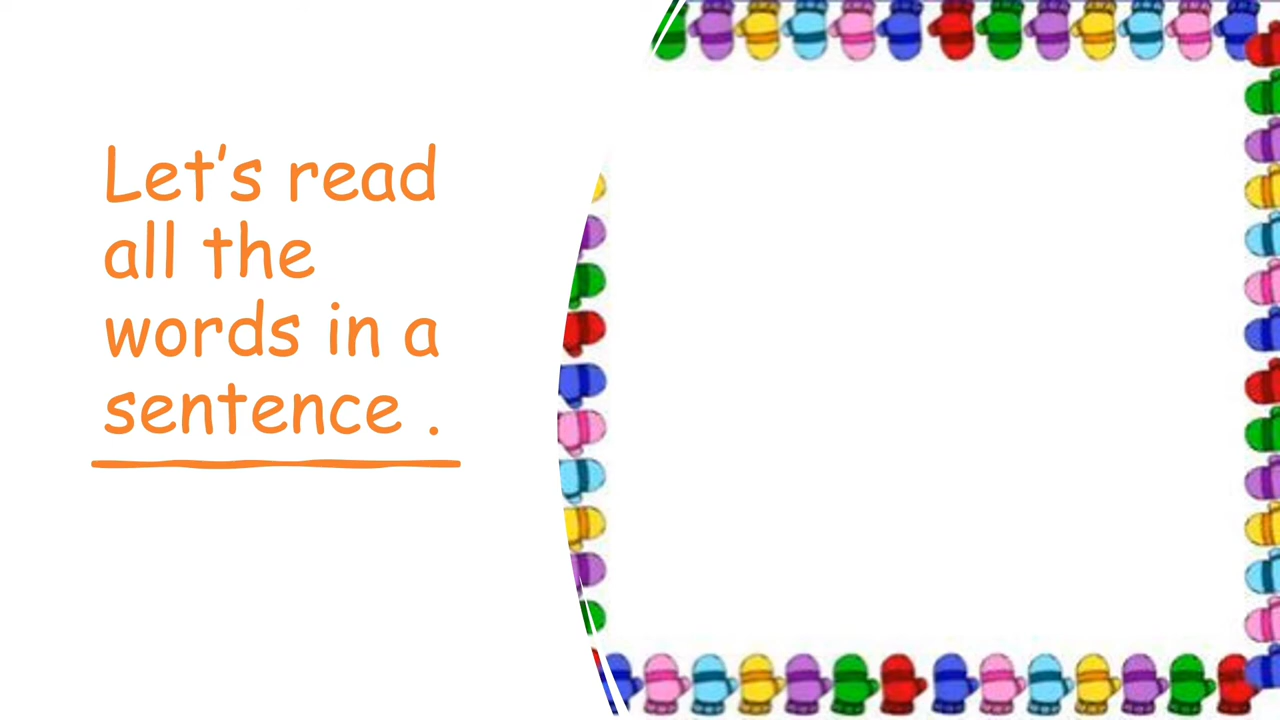 Let’s read
all the
words in a
sentence .